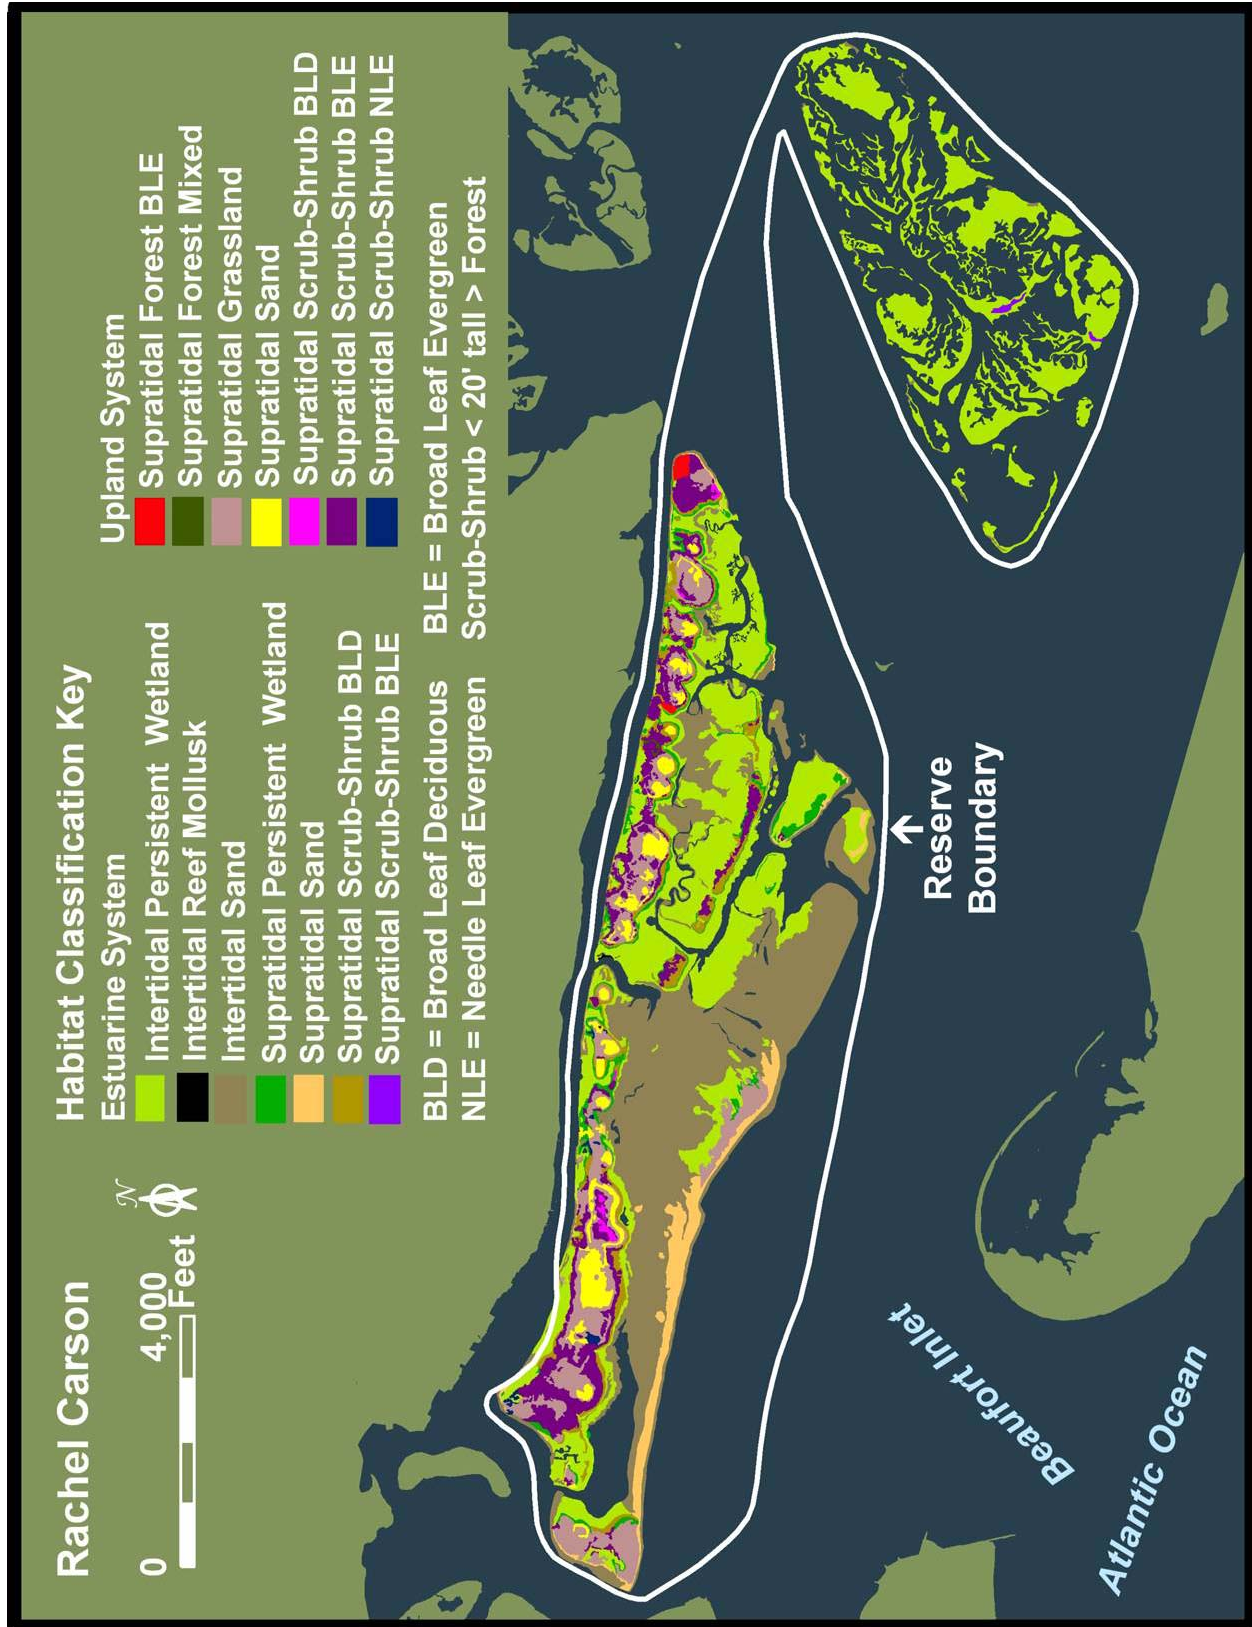 Rachel Carson
0
4,000
Feet
N
Habitat Classification Key
Estuarine System
Intertidal Persistent Wetland
Intertidal Reef Mollusk
Intertidal Sand
Supratidal Persistent Wetland
Supratidal Sand
Supratidal Scrub-Shrub BLD
Supratidal Scrub-Shrub BLE
Upland System
Supratidal Forest BLE
Supratidal Forest Mixed
Supratidal Grassland
Supratidal Sand
Supratidal Scrub-Shrub BLD
Supratidal Scrub-Shrub BLE
Supratidal Scrub-Shrub NLE
BLD = Broad Leaf Deciduous BLE = Broad Leaf Evergreen
NLE = Needle Leaf Evergreen Scrub-Shrub < 20' tall > Forest
Reserve
Boundary
Beaufort Inlet
Atlantic Ocean